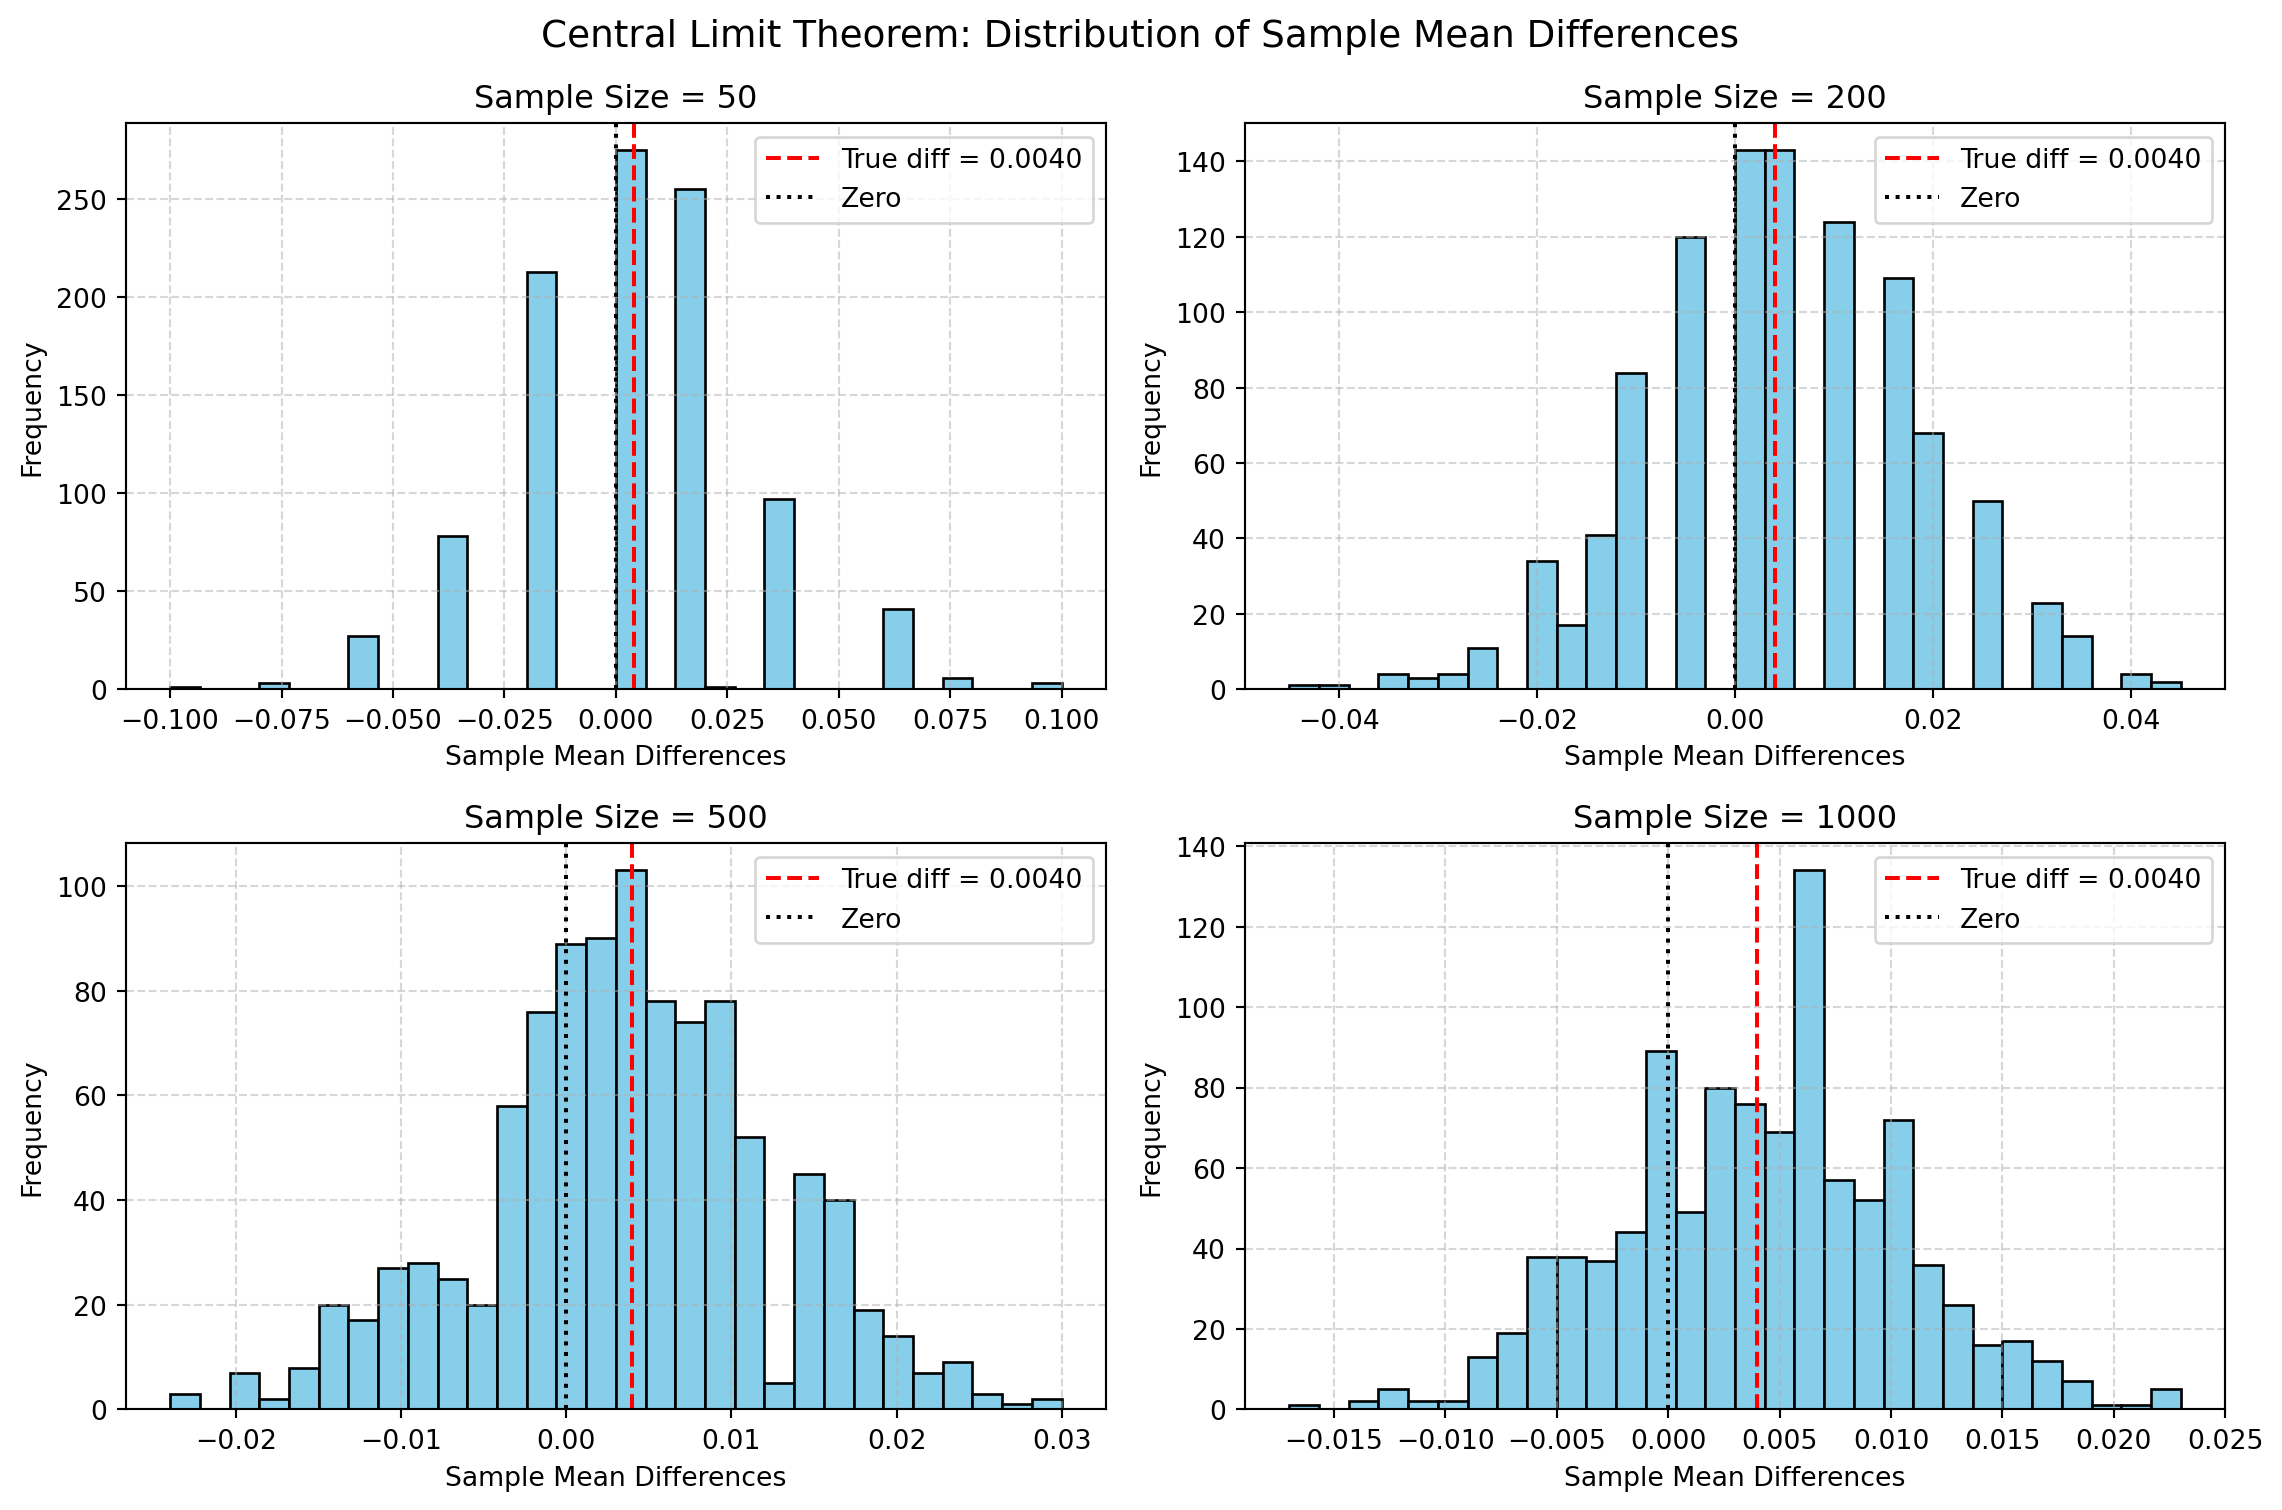 Central Limit Theorem: Distribution of Sample Mean Differences
Sample Size = 50
True diff = 0.0040
Zero
Frequency
0
50
100
150
200
250
−0.100 −0.075 −0.050 −0.025 0.000 0.025 0.050 0.075 0.100
Sample Mean Differences
Sample Size = 200
True diff = 0.0040
Zero
Frequency
0
20
40
60
80
100
120
140
−0.04 −0.02 0.00 0.02 0.04
Sample Mean Differences
Sample Size = 500
True diff = 0.0040
Zero
Frequency
0
20
40
60
80
100
−0.02 −0.01 0.00 0.01 0.02 0.03
Sample Mean Differences
Sample Size = 1000
True diff = 0.0040
Zero
Frequency
0
20
40
60
80
100
120
140
−0.015 −0.010 −0.005 0.000 0.005 0.010 0.015 0.020 0.025
Sample Mean Differences